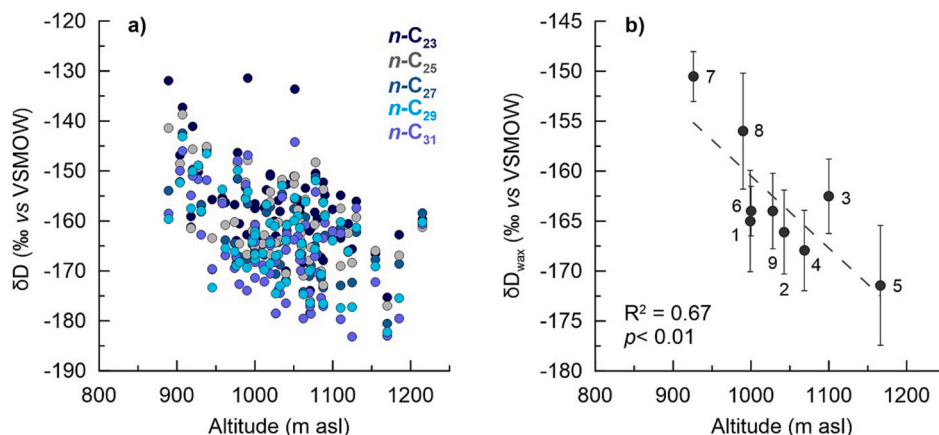 a)
n-C23
n-C25
n-C27
n-C29
n-C31
δD (‰ vs VSMOW)
-120
-130
-140
-150
-160
-170
-180
-190
800 900 1000 1100 1200
Altitude (m asl)
b)
δDwax (‰ vs VSMOW)
-145
-150
-155
-160
-165
-170
-175
-180
7
8
6
3
1
9
4
2
5
R² = 0.67
p< 0.01
800 900 1000 1100 1200
Altitude (m asl)